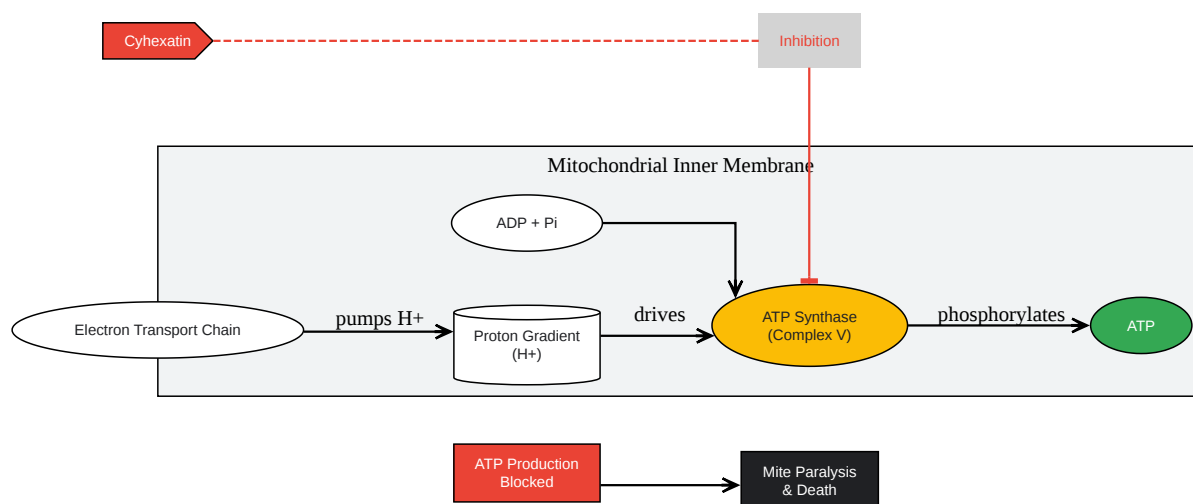 Cyhexatin
Inhibition
Mitochondrial Inner Membrane
ADP + Pi
Electron Transport Chain
pumps H+
Proton Gradient
(H+)
drives
ATP Synthase
(Complex V)
phosphorylates
ATP
ATP Production
Blocked
Mite Paralysis
& Death